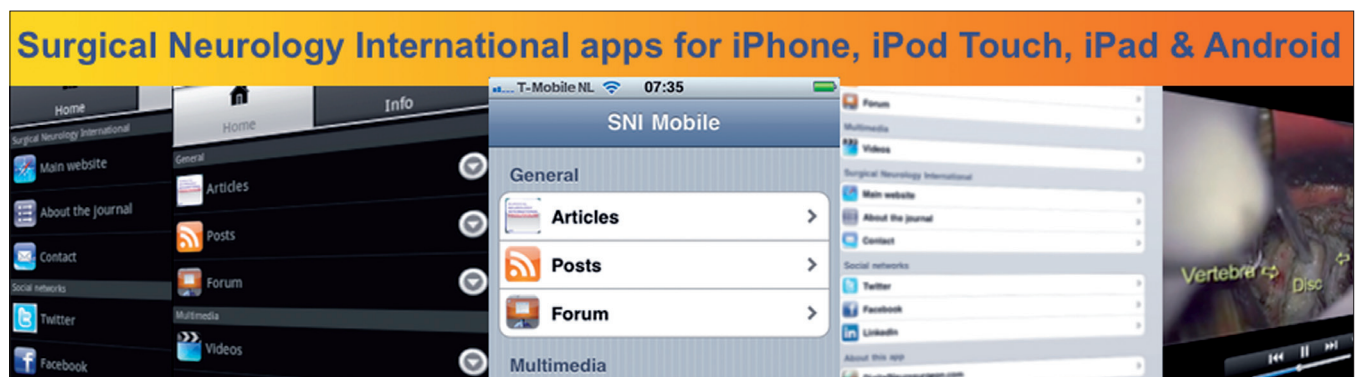 Surgical Neurology International apps for iPhone, iPod Touch, iPad & Android
Home
Surgical Neurology International
Main website
About the journal
Contact
Social networks
Twitter
Facebook
Home
Info
General
Articles
Posts
Forum
Multimedia
Videos
T-Mobile NL 07:35
SNI Mobile
General
Articles
Posts
Forum
Multimedia
Forum
Multimedia
Videos
Surgical Neurology International
Main website
About the journal
Contact
Social networks
Twitter
Facebook
LinkedIn
About this app
Vertebra
Disc